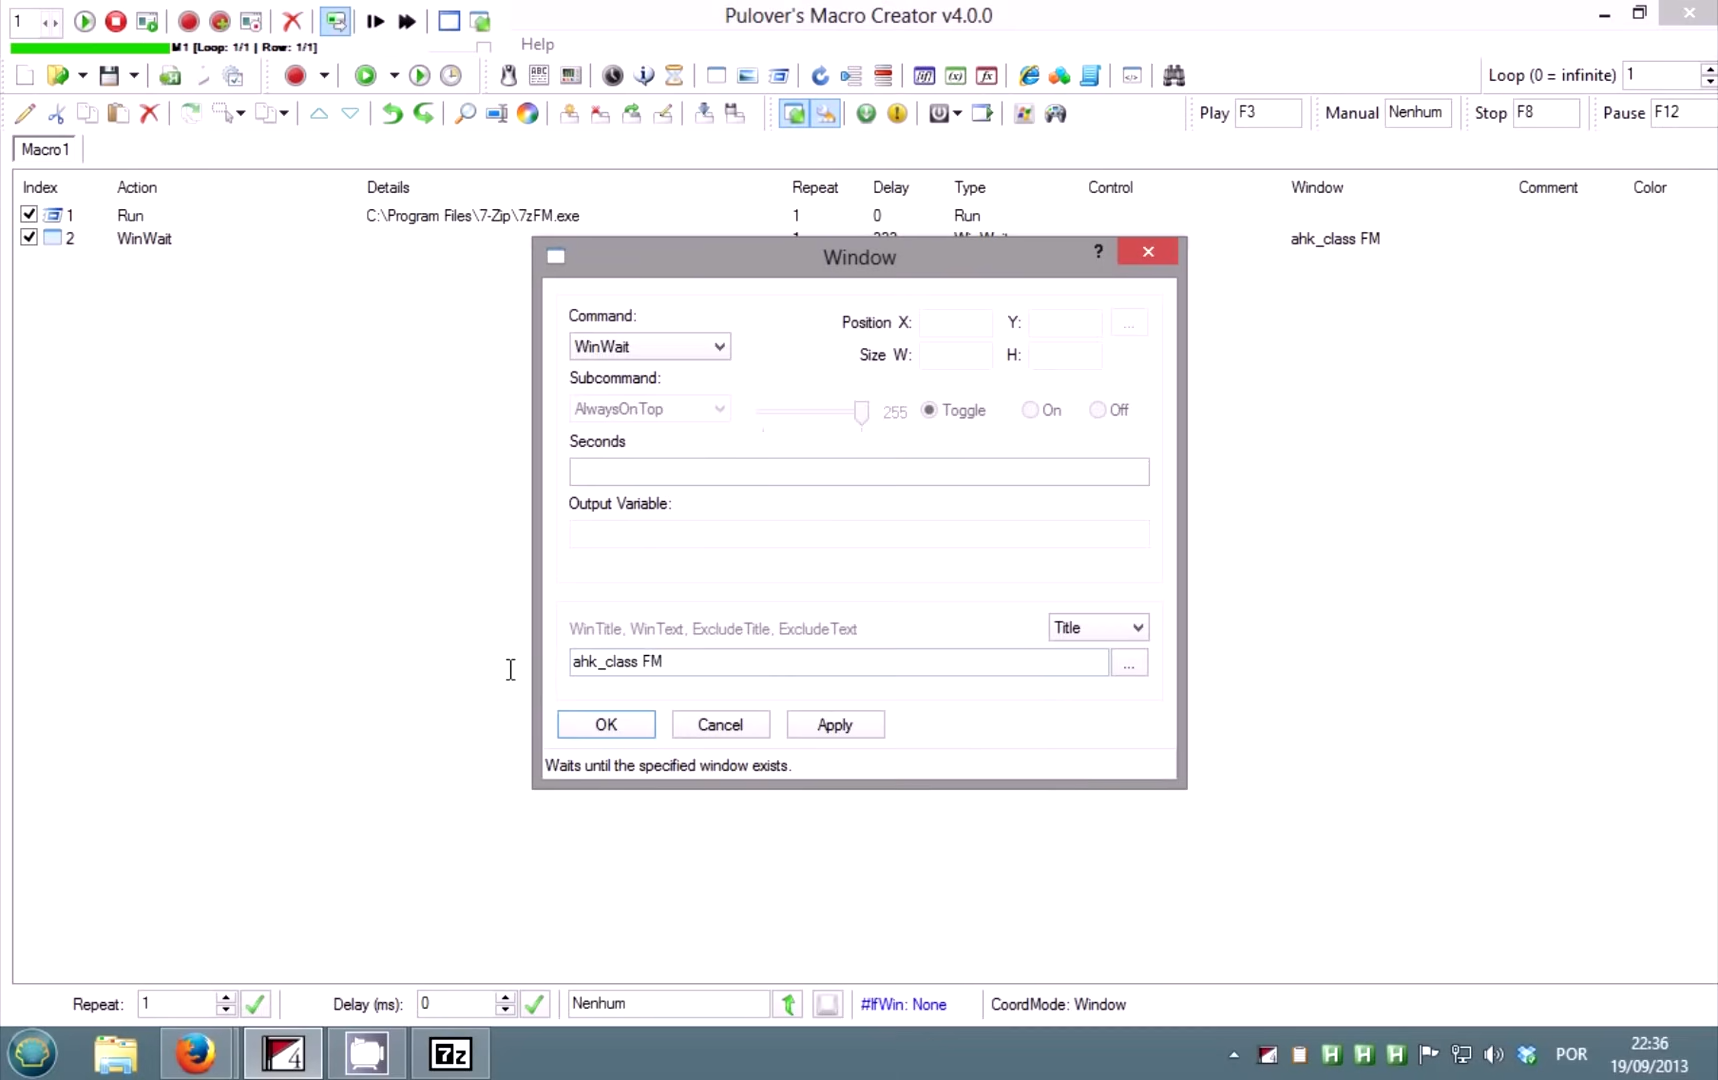 1
Pulover's Macro Creator v4.0.0
M1 [Loop: 1/1 | Row: 1/1]
Help
Loop (0 = infinite) 1
Play F3 Manual Nenhum Stop F8 Pause F12
Macro1
Index Action Details Repeat Delay Type Control Window Comment Color
1 Run C:\Program Files\7-Zip\7zFM.exe 1 0 Run
2 WinWait 1 333 WinWait ahk_class FM
Window
?
Command:
WinWait
Position X: Y: ...
Size W: H:
Subcommand:
AlwaysOnTop 255 Toggle On Off
Seconds
Output Variable:
WinTitle, WinText, ExcludeTitle, ExcludeText Title
ahk_class FM ...
OK Cancel Apply
Waits until the specified window exists.
Repeat: 1 Delay (ms): 0 Nenhum #IfWin: None CoordMode: Window
4 7z 4 H H H POR 22:36
19/09/2013